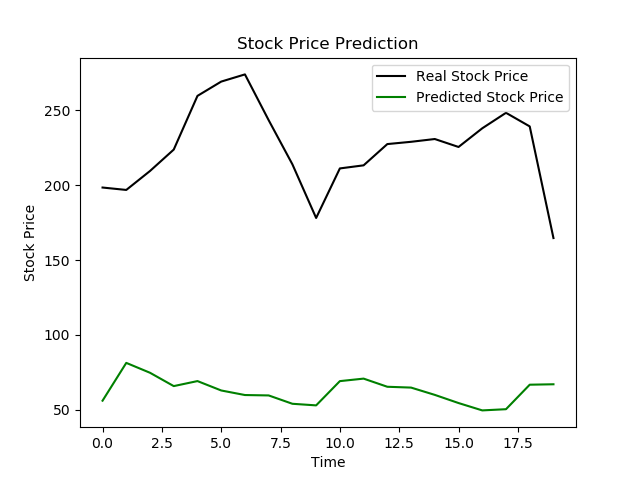 Stock Price Prediction
Real Stock Price
Predicted Stock Price
Stock Price
250
200
150
100
50
0.0 2.5 5.0 7.5 10.0 12.5 15.0 17.5
Time